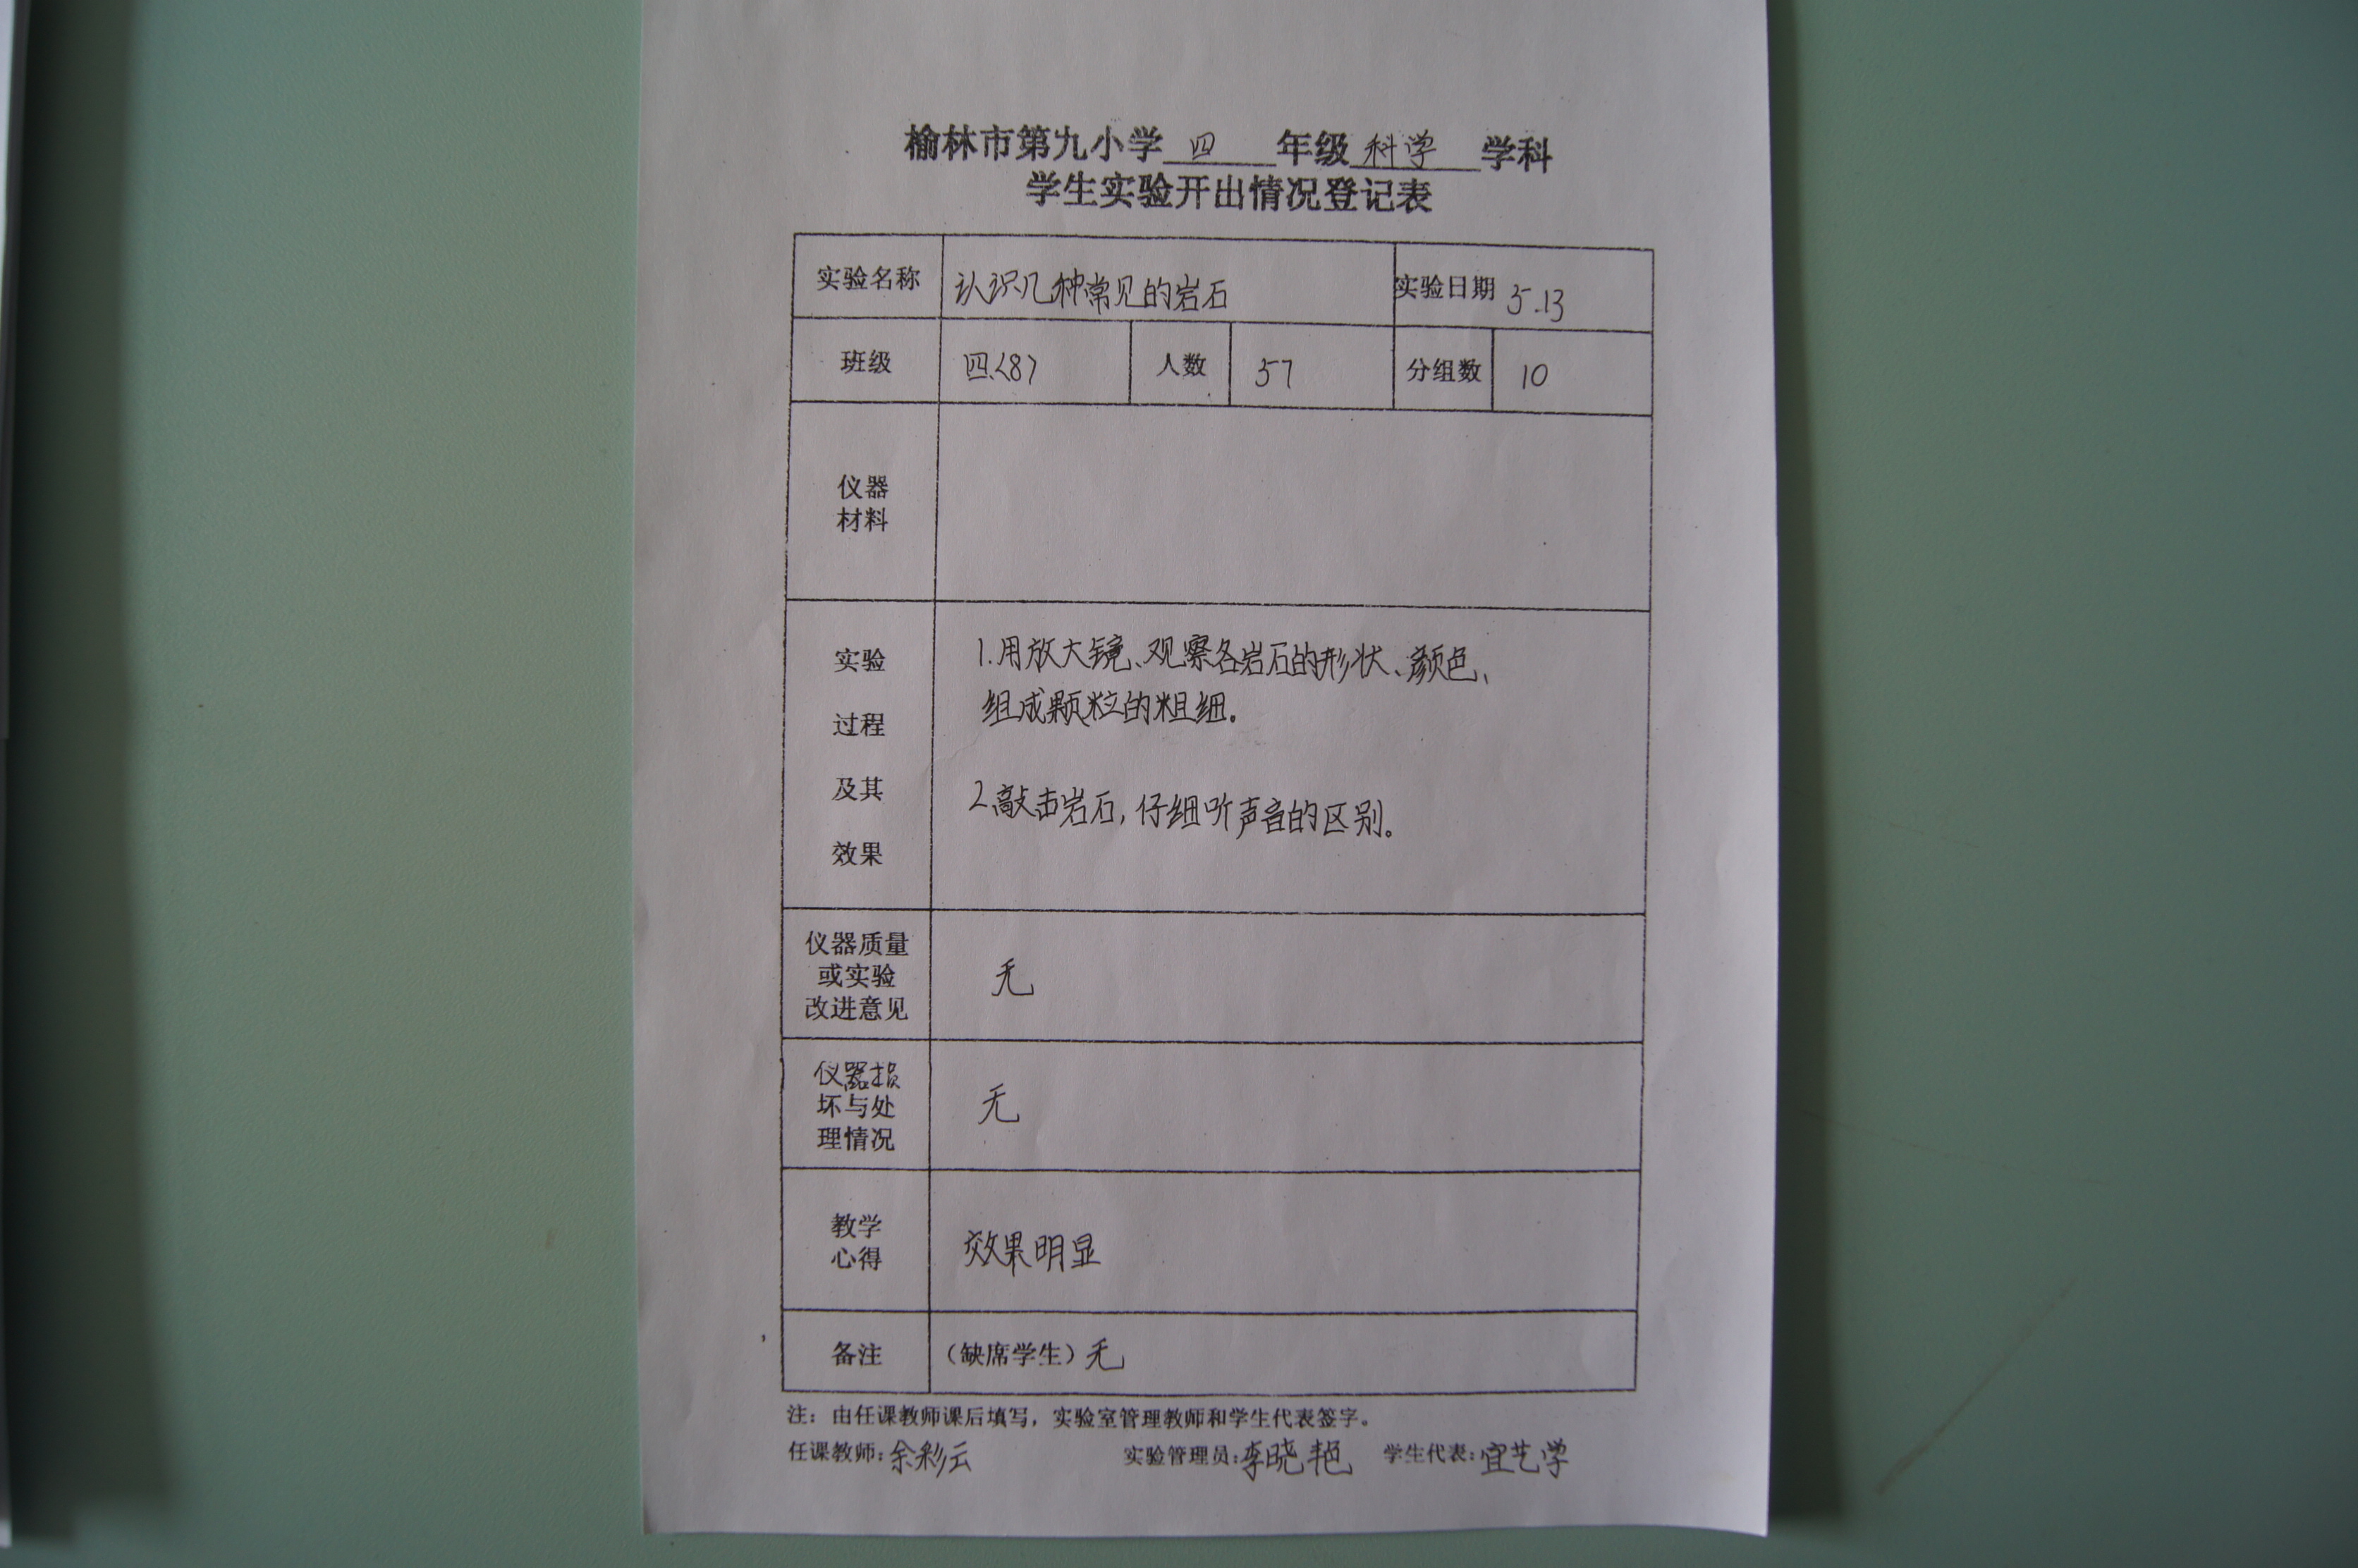 榆林市第九小学 四 年级 科学 学科
学生实验开出情况登记表
实验名称 认识几种常见的岩石 实验日期 5.13
班级 四<8> 人数 57 分组数 10
仪器
材料
实验
过程
及其
效果
1.用放大镜、观察各岩石的形状、颜色、
组成颗粒的粗细。
2.敲击岩石,仔细听声音的区别。
仪器质量
或实验
改进意见
无
仪器损
坏与处
理情况
无
教学
心得
效果明显
备注 (缺席学生)无
注:由任课教师课后填写,实验室管理教师和学生代表签字。
任课教师:余彩云 实验管理员:李晓艳 学生代表:宜艺学